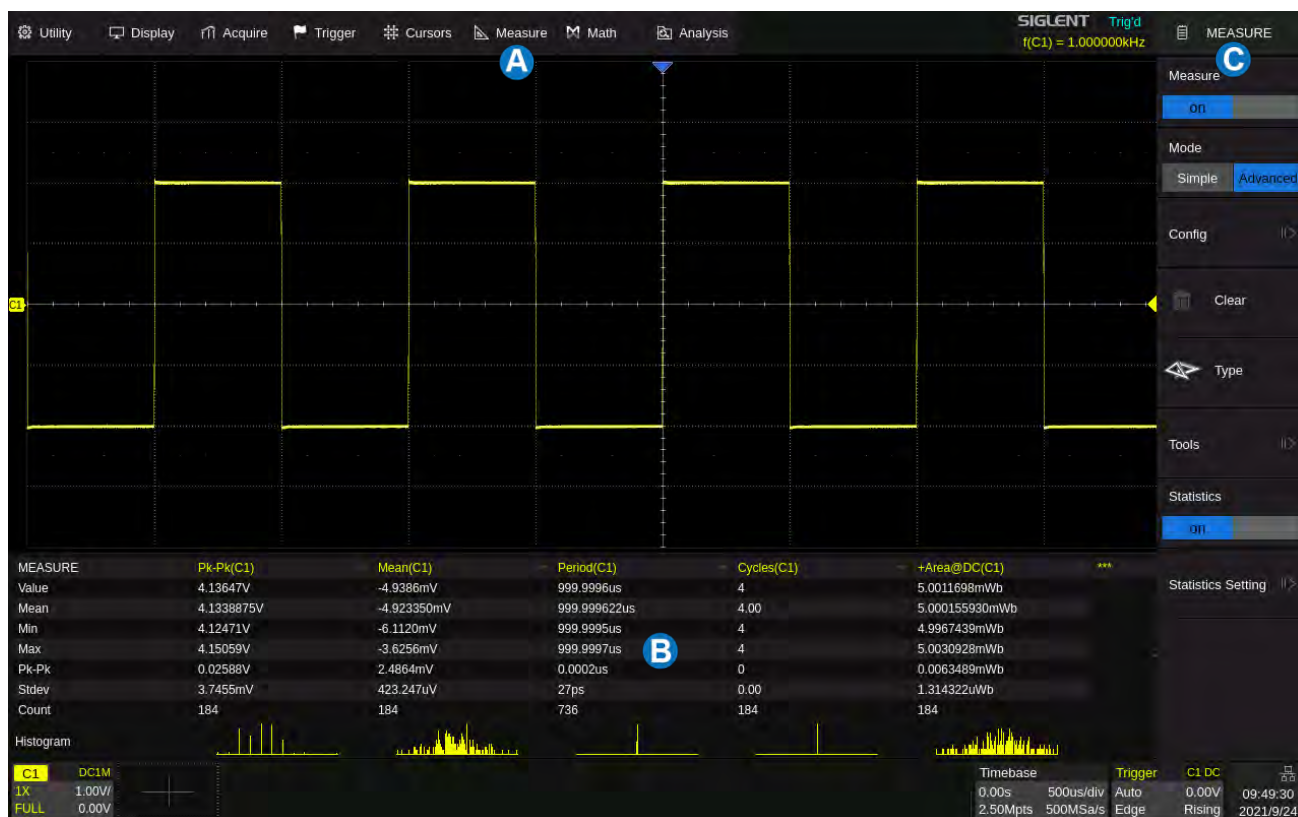 Utility Display Acquire Trigger Cursors Measure Math Analysis
SIGLENT Trig'd
f(C1) = 1.000000kHz
MEASURE
A
C
Measure
on
Mode
Simple Advanced
Config
Clear
Type
Tools
Statistics
on
Statistics Setting
C1
MEASURE Pk-Pk(C1) Mean(C1) Period(C1) Cycles(C1) +Area@DC(C1) ***
Value 4.13647V -4.9386mV 999.9996us 4 5.0011698mWb
Mean 4.1338875V -4.923350mV 999.999622us 4.00 5.000155930mWb
Min 4.12471V -6.1120mV 999.9995us 4 4.9967439mWb
Max 4.15059V -3.6256mV 999.9997us 4 5.0030928mWb
B
Pk-Pk 0.02588V 2.4864mV 0.0002us 0 0.0063489mWb
Stdev 3.7455mV 423.247uV 27ps 0.00 1.314322uWb
Count 184 184 736 184 184
Histogram
C1 DC1M
1X 1.00V/
FULL 0.00V
Timebase
0.00s 500us/div
2.50Mpts 500MSa/s
Trigger C1 DC
Auto 0.00V
Edge Rising
09:49:30
2021/9/24